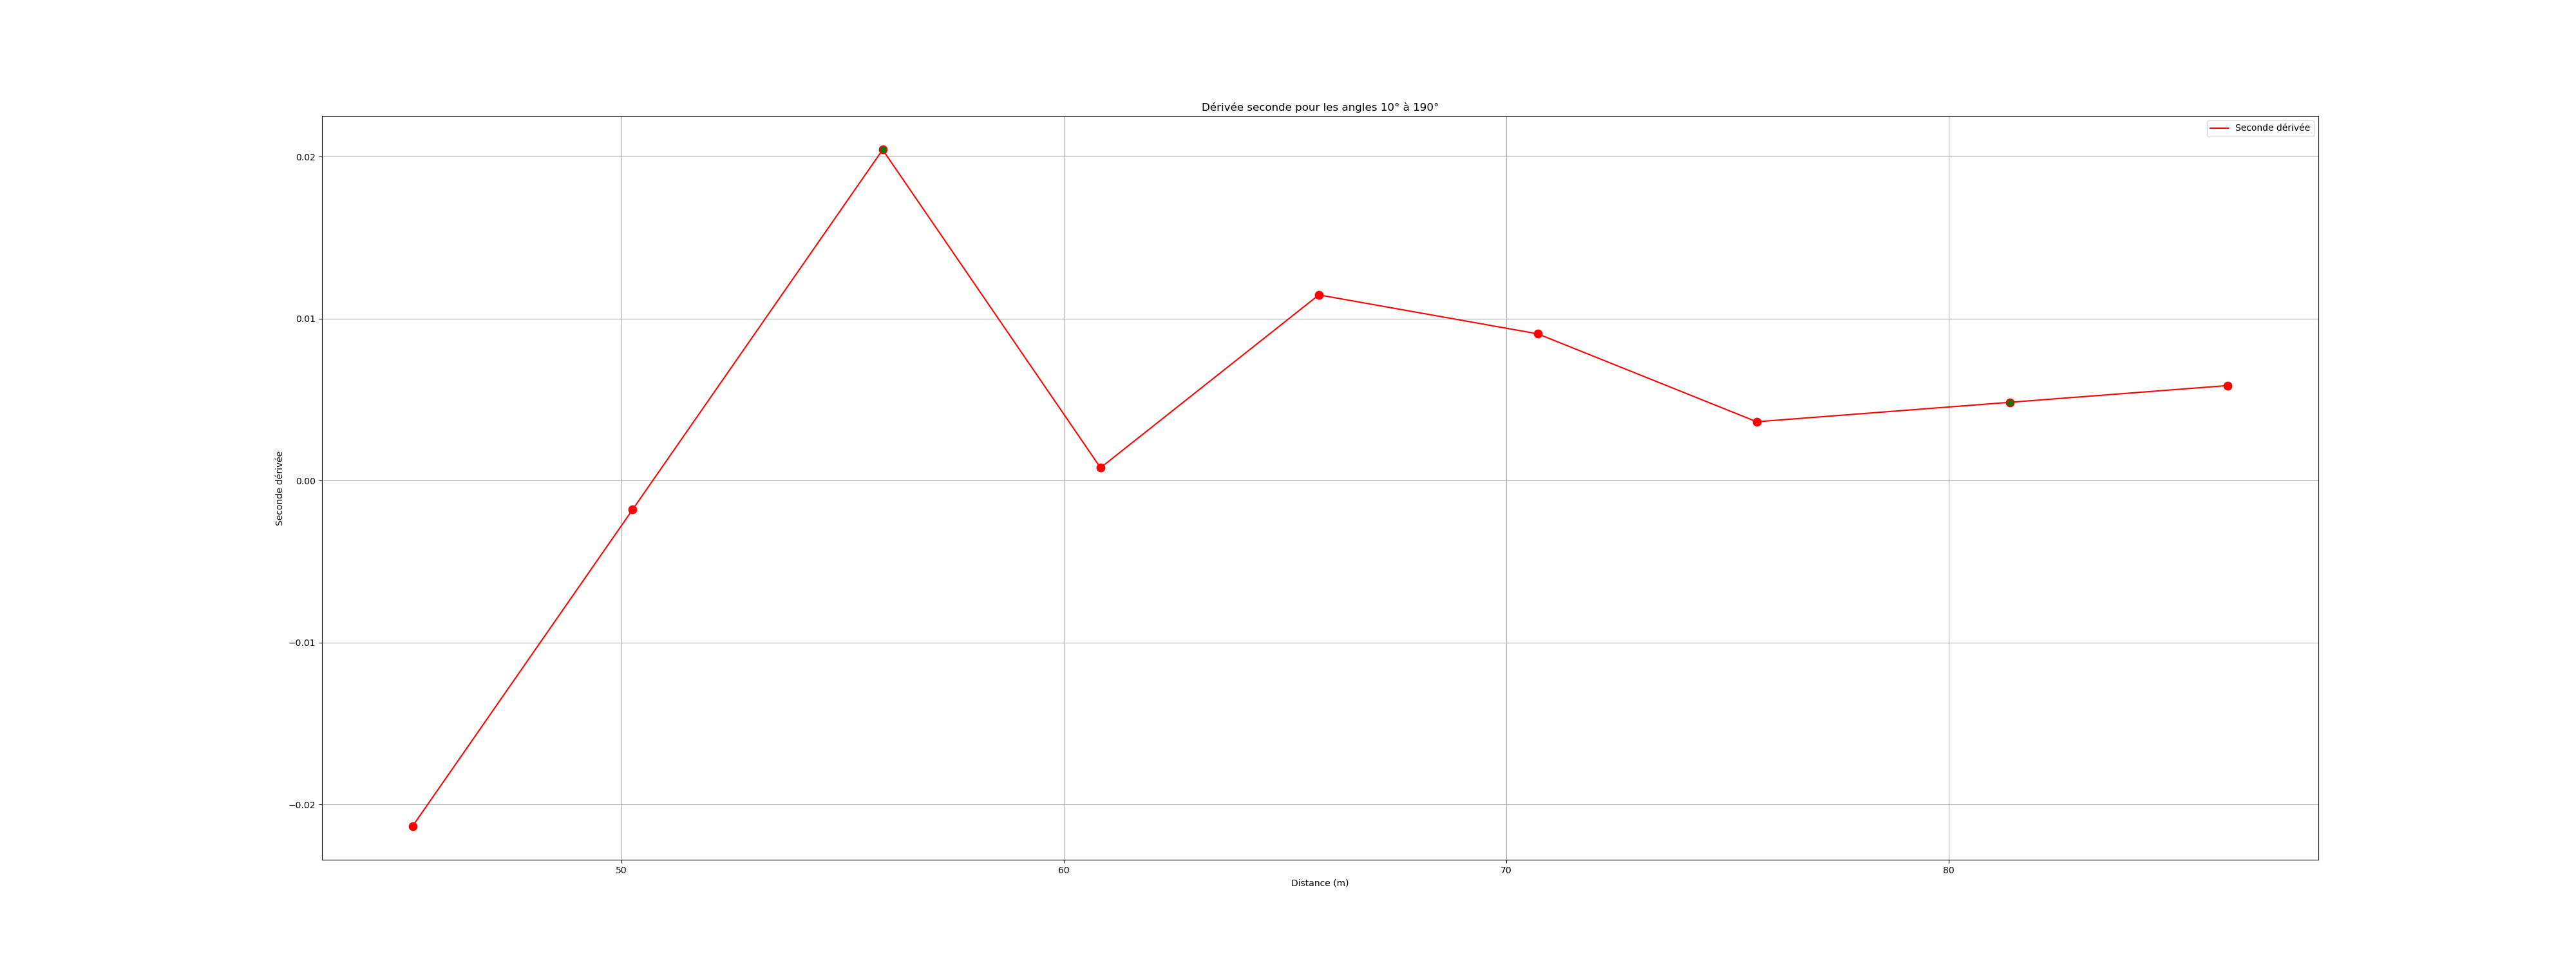 Dérivée seconde pour les angles 10° à 190°
Seconde dérivée
0.02
0.01
0.00
−0.01
−0.02
Seconde dérivée
50
60
70
80
Distance (m)